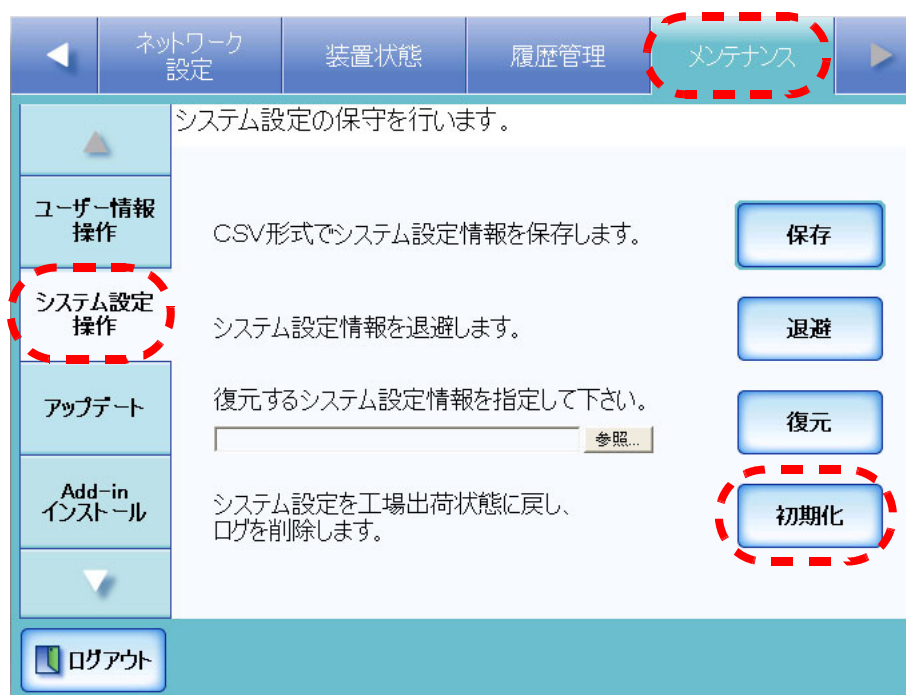 ネットワーク
設定
装置状態
履歴管理
メンテナンス
システム設定の保守を行います。
ユーザー情報
操作
システム設定
操作
アップデート
Add-in
インストール
CSV形式でシステム設定情報を保存します。
保存
システム設定情報を退避します。
退避
復元するシステム設定情報を指定して下さい。
参照...
復元
システム設定を工場出荷状態に戻し、
ログを削除します。
初期化
ログアウト